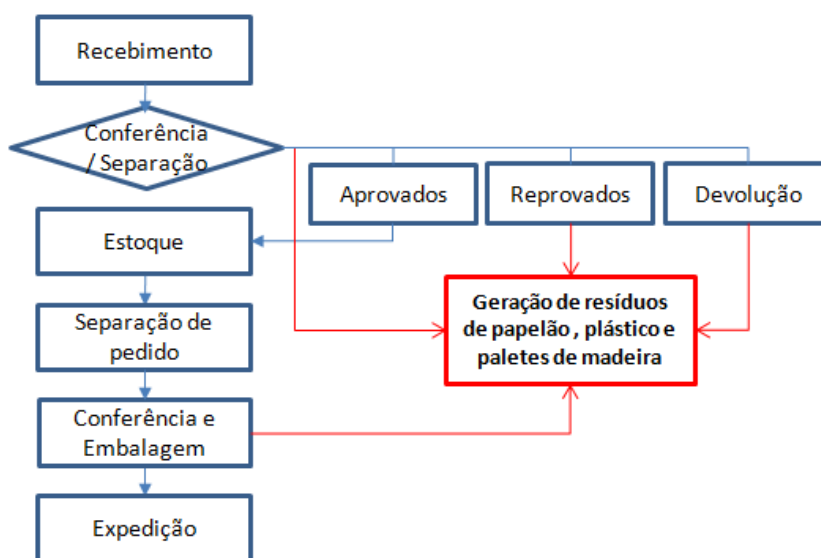 Recebimento
Conferência
/ Separação
Aprovados
Reprovados
Devolução
Estoque
Geração de resíduos
de papelão , plástico e
paletes de madeira
Separação de
pedido
Conferência e
Embalagem
Expedição